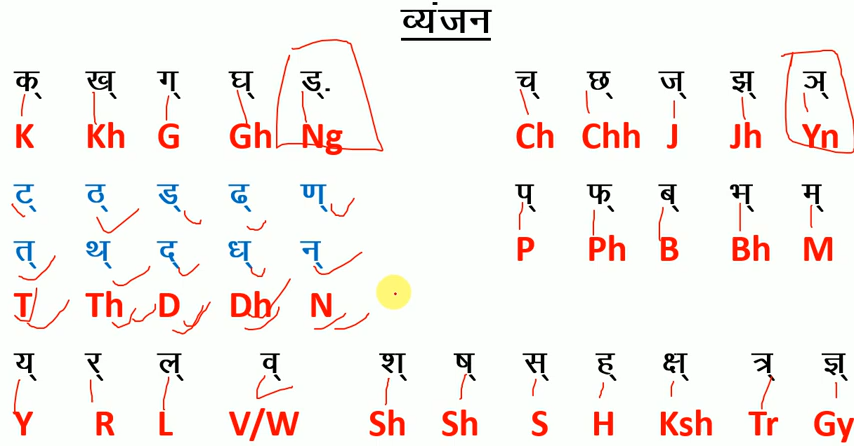 व्यंजन
क् ख् ग् घ् ड्. च् छ् ज् झ् ञ्
K Kh G Gh Ng Ch Chh J Jh Yn
ट् ठ् ड् ढ् ण् प् फ् ब् भ् म्
P Ph B Bh M
त् थ् द् ध् न्
T Th D Dh N
य् र् ल् व् श् ष् स् ह् क्ष् त्र् ज्ञ्
Y R L V/W Sh Sh S H Ksh Tr Gy